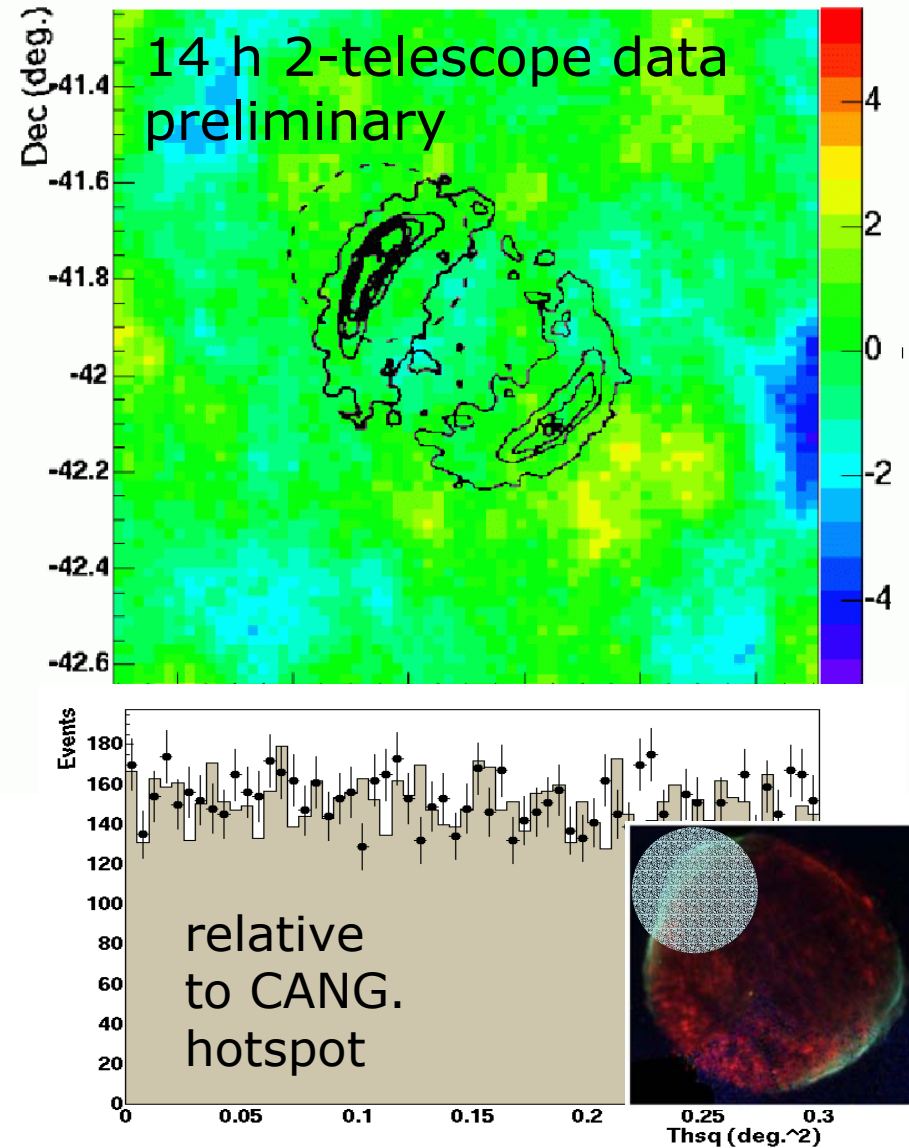 Dec (deg.)
14 h 2-telescope data
preliminary
-41.4
-41.6
-41.8
-42
-42.2
-42.4
-42.6
4
2
0
-2
-4
Events
180
160
140
120
100
80
60
40
20
0
relative
to CANG.
hotspot
0 0.05 0.1 0.15 0.2 0.25 0.3
Thsq (deg.^2)